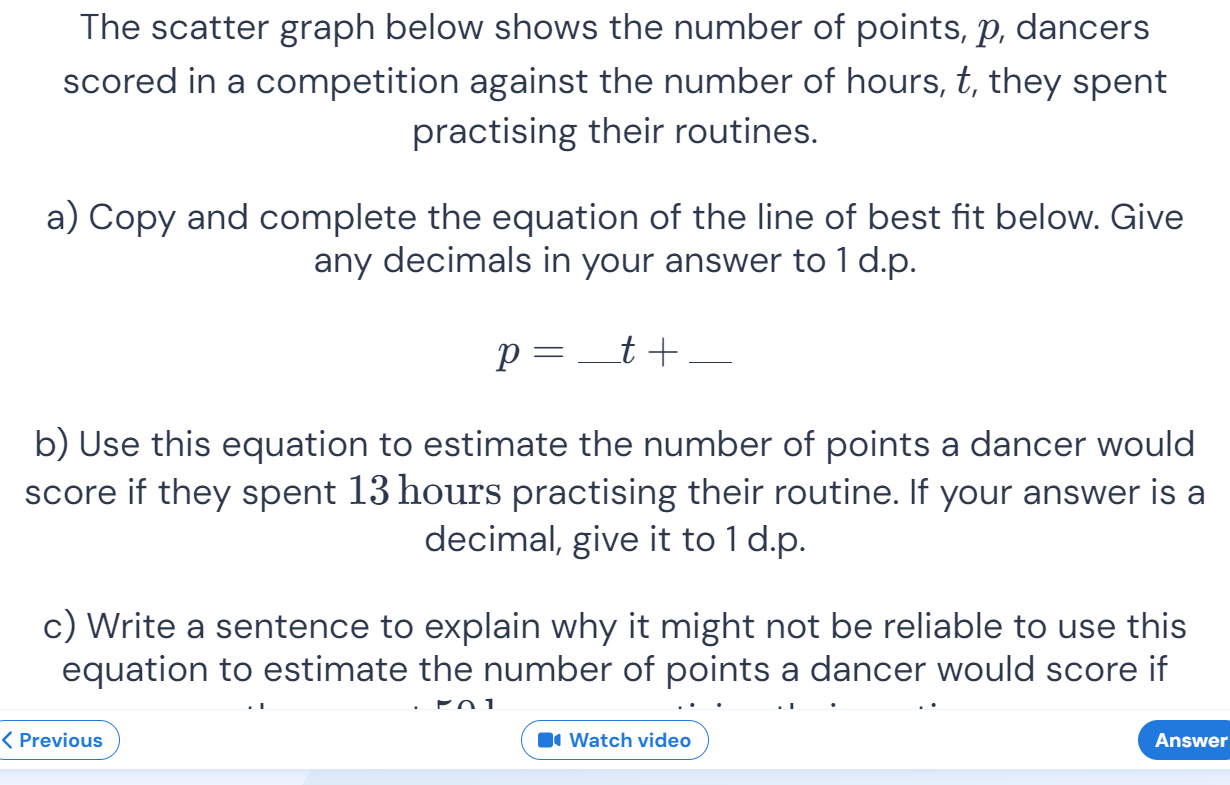 The scatter graph below shows the number of points, p, dancers
scored in a competition against the number of hours, t, they spent
practising their routines.
a) Copy and complete the equation of the line of best fit below. Give
any decimals in your answer to 1 d.p.
p = __t + __
b) Use this equation to estimate the number of points a dancer would
score if they spent 13 hours practising their routine. If your answer is a
decimal, give it to 1 d.p.
c) Write a sentence to explain why it might not be reliable to use this
equation to estimate the number of points a dancer would score if
Previous
Watch video
Answer